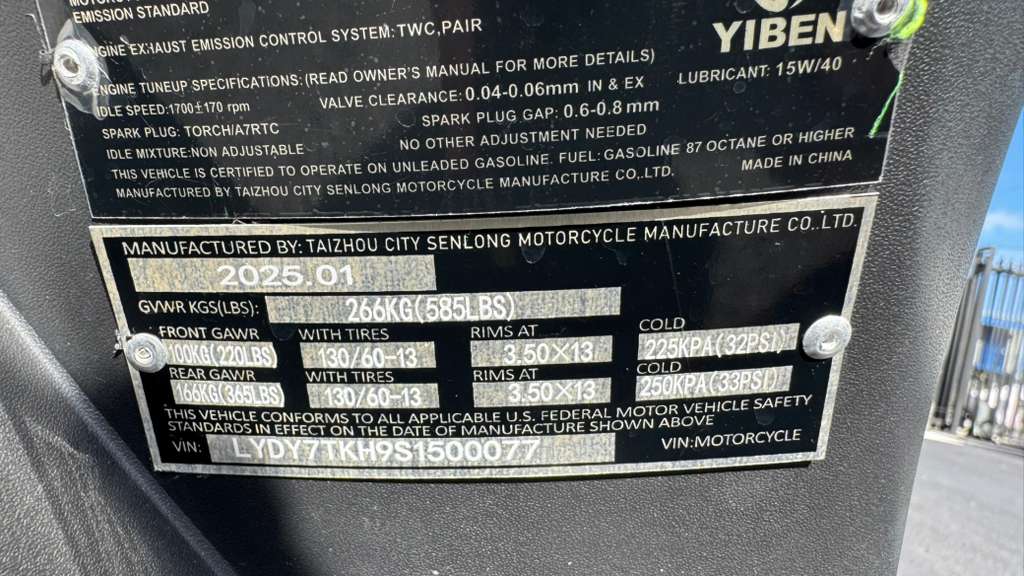 EMISSION STANDARD
ENGINE EXHAUST EMISSION CONTROL SYSTEM: TWC, PAIR
YIBEN
ENGINE TUNEUP SPECIFICATIONS: (READ OWNER'S MANUAL FOR MORE DETAILS)
LUBRICANT: 15W/40
IDLE SPEED: 1700±170 rpm VALVE CLEARANCE: 0.04-0.06mm IN & EX
SPARK PLUG: TORCH/A7RTC SPARK PLUG GAP: 0.6-0.8mm
IDLE MIXTURE: NON ADJUSTABLE NO OTHER ADJUSTMENT NEEDED
THIS VEHICLE IS CERTIFIED TO OPERATE ON UNLEADED GASOLINE. FUEL: GASOLINE 87 OCTANE OR HIGHER
MANUFACTURED BY TAIZHOU CITY SENLONG MOTORCYCLE MANUFACTURE CO,.LTD. MADE IN CHINA
MANUFACTURED BY: TAIZHOU CITY SENLONG MOTORCYCLE MANUFACTURE CO.,LTD.
2025.01
GVWR KGS(LBS): 266KG(585LBS)
FRONT GAWR WITH TIRES RIMS AT COLD
100KG(220LBS) 130/60-13 3.50×13 225KPA(32PSI)
REAR GAWR WITH TIRES RIMS AT COLD
166KG(365LBS) 130/60-13 3.50×13 250KPA(33PSI)
THIS VEHICLE CONFORMS TO ALL APPLICABLE U.S. FEDERAL MOTOR VEHICLE SAFETY
STANDARDS IN EFFECT ON THE DATE OF MANUFACTURE SHOWN ABOVE
VIN: LYDY7TKH9S1500077 VIN:MOTORCYCLE